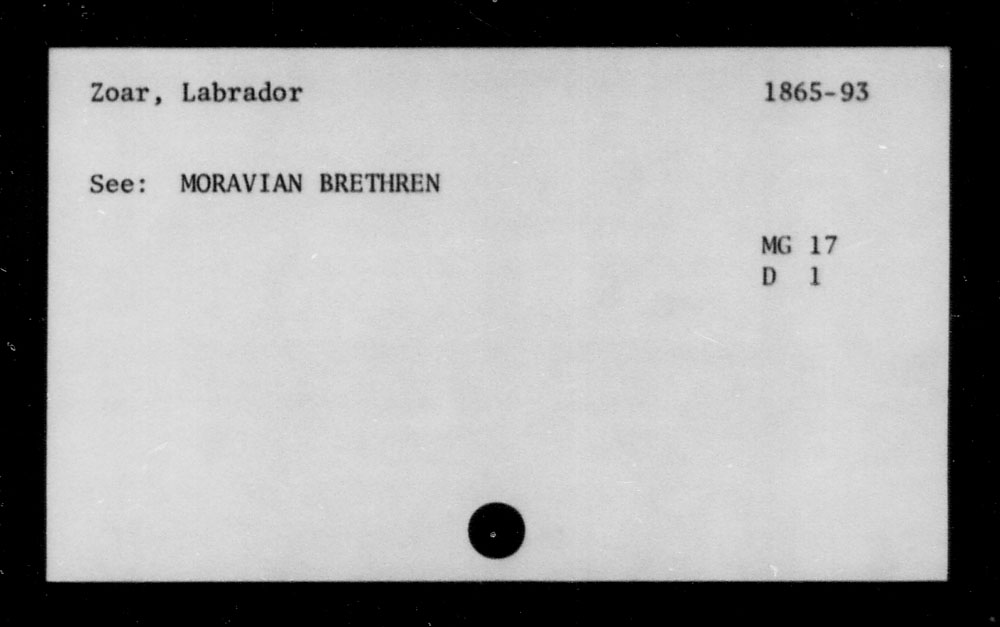 Zoar, Labrador 1865-93
See: MORAVIAN BRETHREN
MG 17
D 1